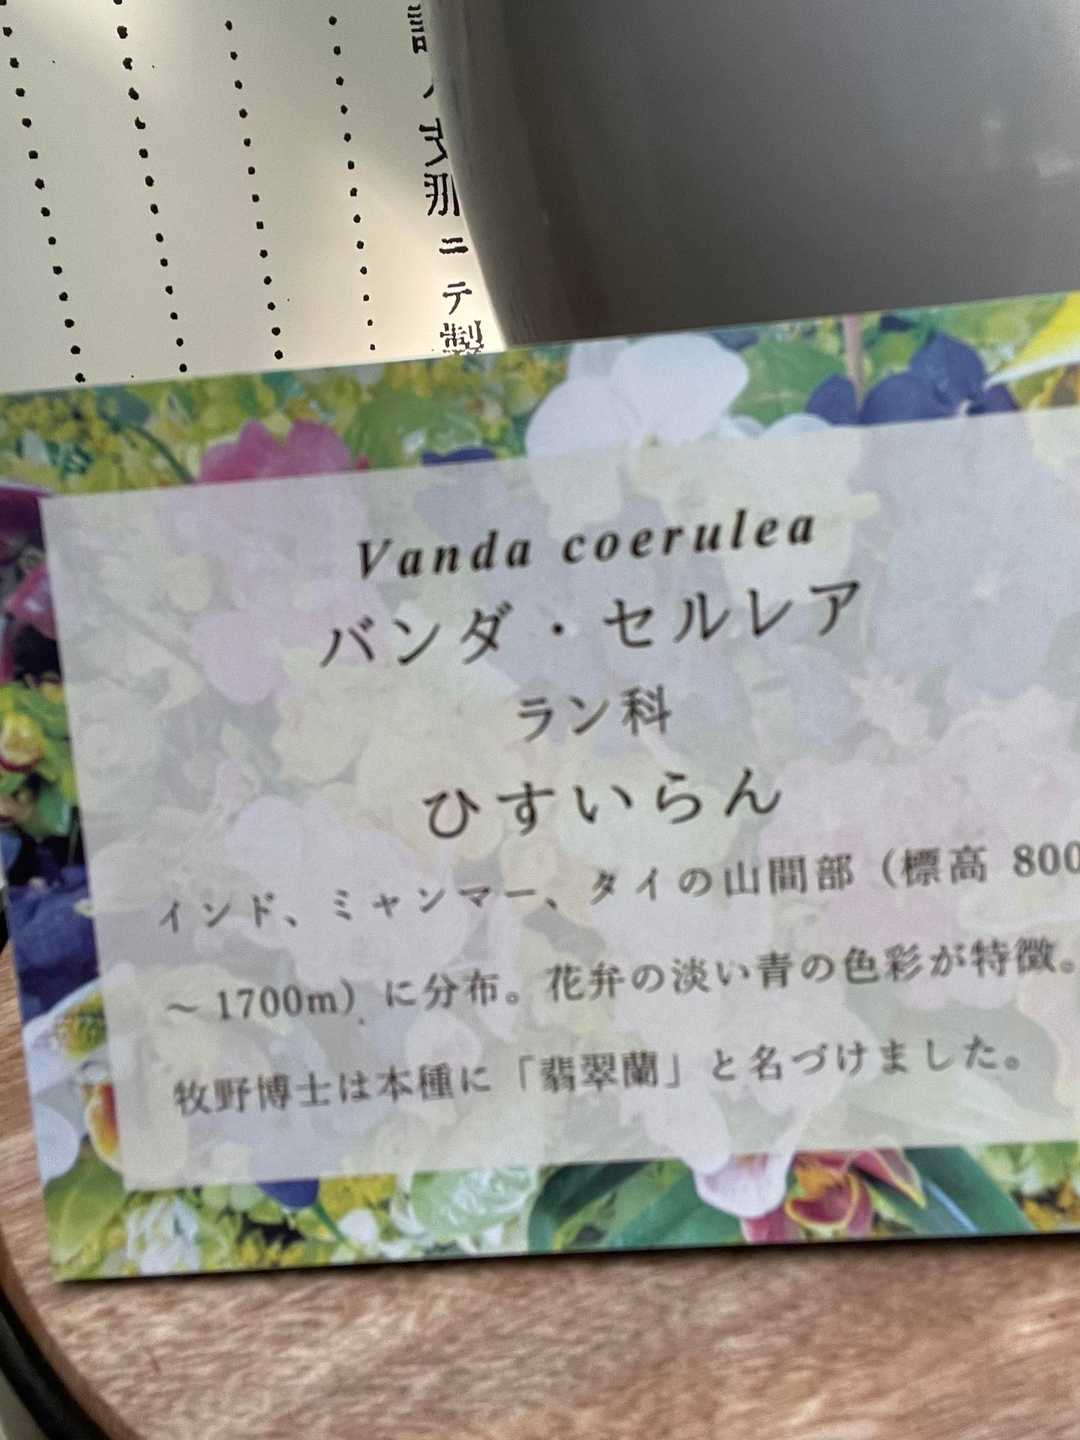 ニテ製
Vanda coerulea
バンダ・セルレア
ラン科
ひすいらん
インド、ミャンマー、タイの山間部（標高 800
～1700m）に分布。花弁の淡い青の色彩が特徴。
牧野博士は本種に「翡翠蘭」と名づけました。